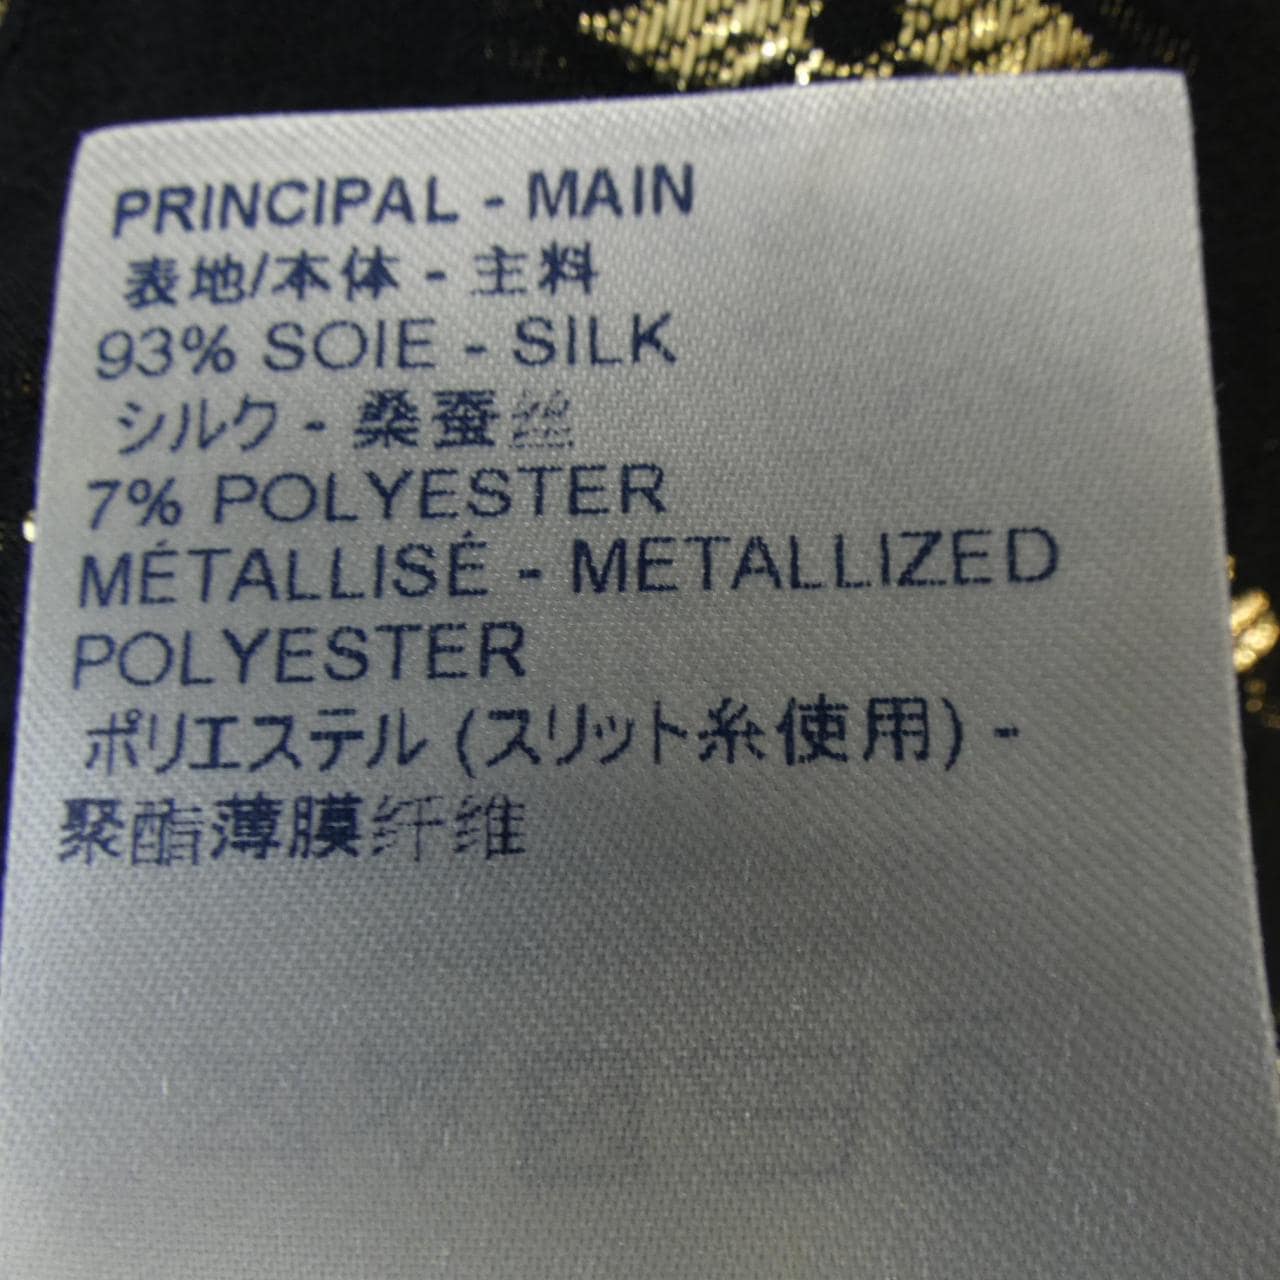 PRINCIPAL - MAIN
表地/本体 - 主料
93% SOIE - SILK
シルク - 桑蚕丝
7% POLYESTER
MÉTALLISÉ - METALLIZED
POLYESTER
ポリエステル (スリット糸使用) -
聚酯薄膜纤维